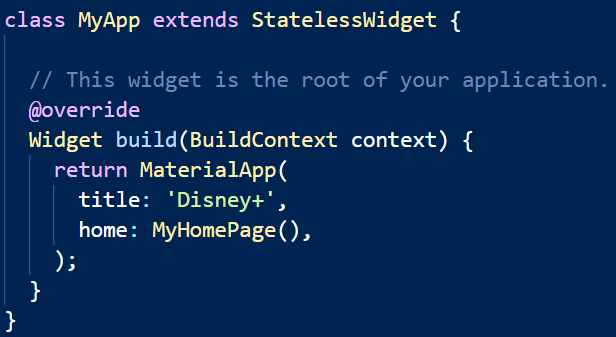 class MyApp extends StatelessWidget {
// This widget is the root of your application.
@override
Widget build(BuildContext context) {
return MaterialApp(
title: 'Disney+',
home: MyHomePage(),
);
}
}